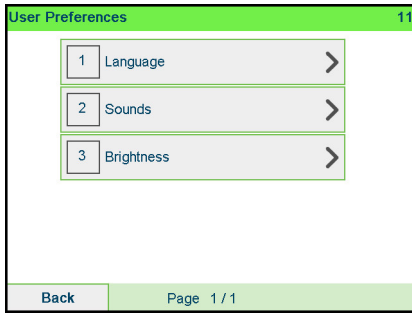 User Preferences 11
1 Language
2 Sounds
3 Brightness
Back Page 1 / 1